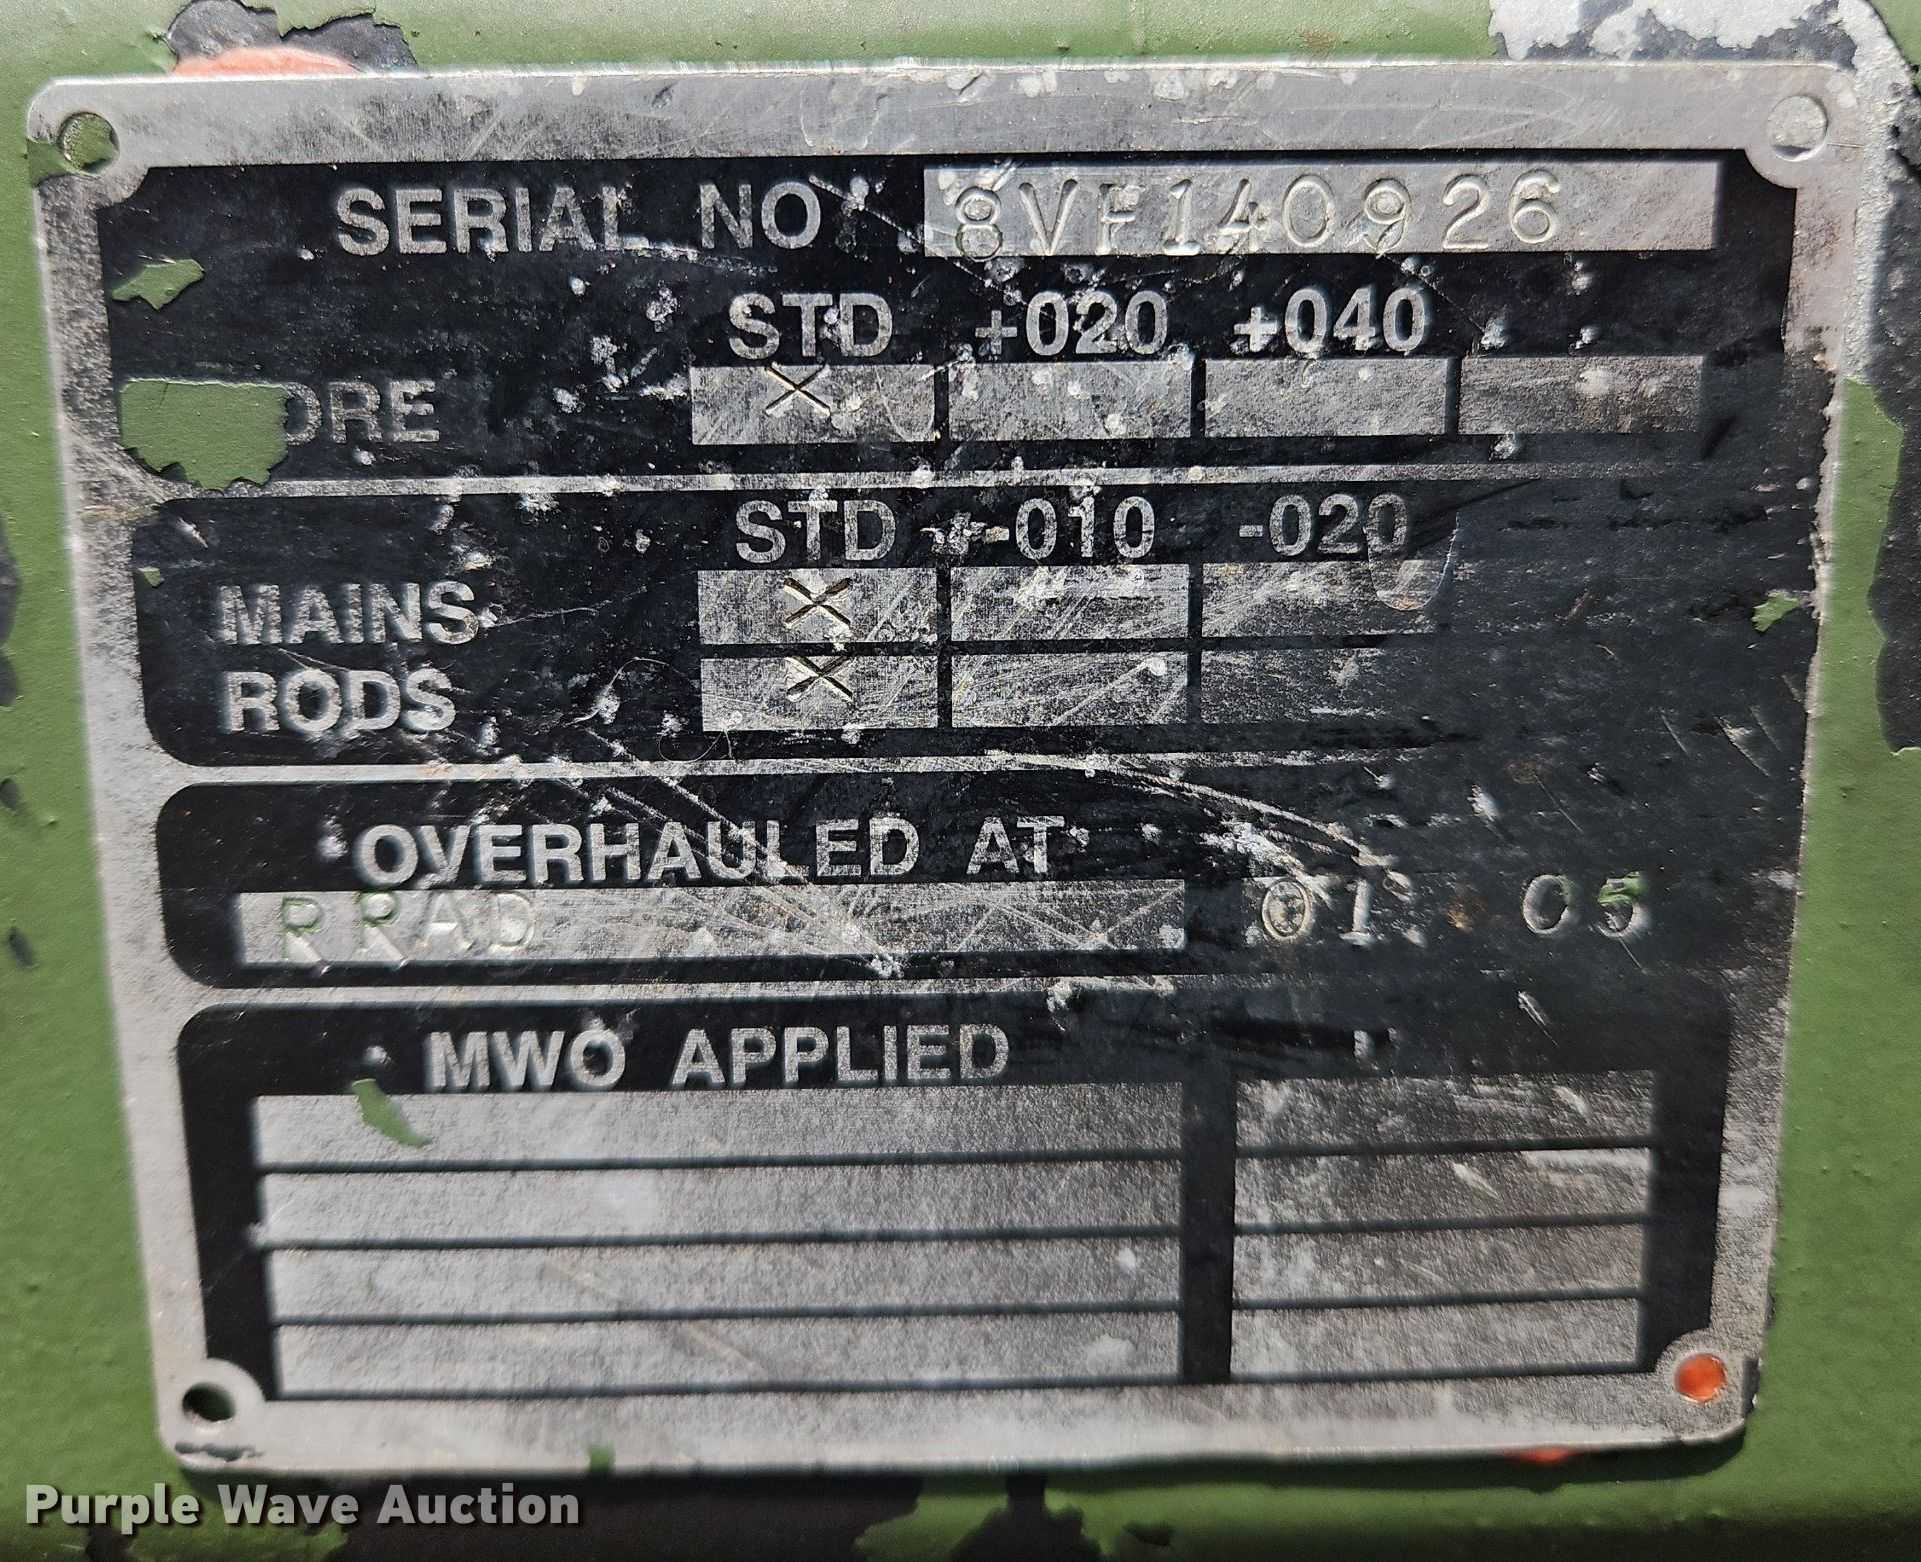 SERIAL NO. 8VF140926
STD +020 +040
ORE X
STD -010 -020
MAINS X
RODS X
OVERHAULED AT
RRAD 01 05
MWO APPLIED
Purple Wave Auction